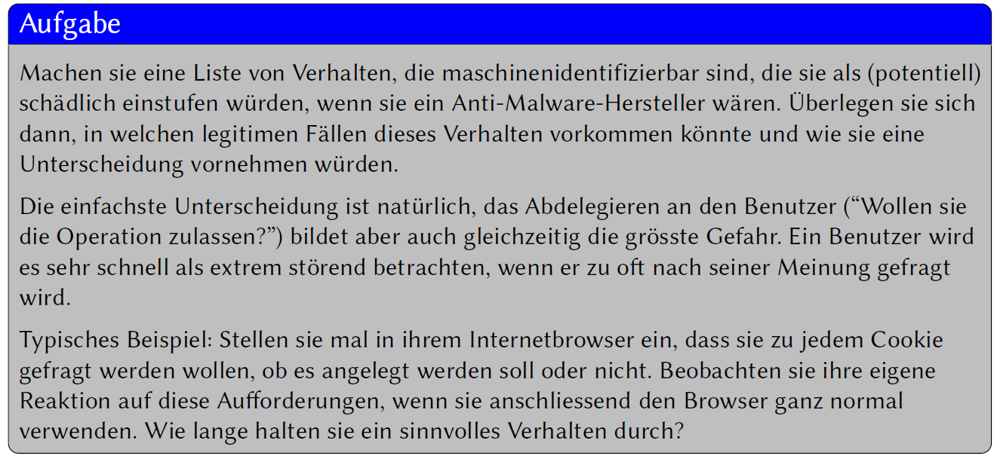 Aufgabe
Machen sie eine Liste von Verhalten, die maschinenidentifizierbar sind, die sie als (potentiell)
schädlich einstufen würden, wenn sie ein Anti-Malware-Hersteller wären. Überlegen sie sich
dann, in welchen legitimen Fällen dieses Verhalten vorkommen könnte und wie sie eine
Unterscheidung vornehmen würden.
Die einfachste Unterscheidung ist natürlich, das Abdelegieren an den Benutzer (“Wollen sie
die Operation zulassen?”) bildet aber auch gleichzeitig die grösste Gefahr. Ein Benutzer wird
es sehr schnell als extrem störend betrachten, wenn er zu oft nach seiner Meinung gefragt
wird.
Typisches Beispiel: Stellen sie mal in ihrem Internetbrowser ein, dass sie zu jedem Cookie
gefragt werden wollen, ob es angelegt werden soll oder nicht. Beobachten sie ihre eigene
Reaktion auf diese Aufforderungen, wenn sie anschliessend den Browser ganz normal
verwenden. Wie lange halten sie ein sinnvolles Verhalten durch?